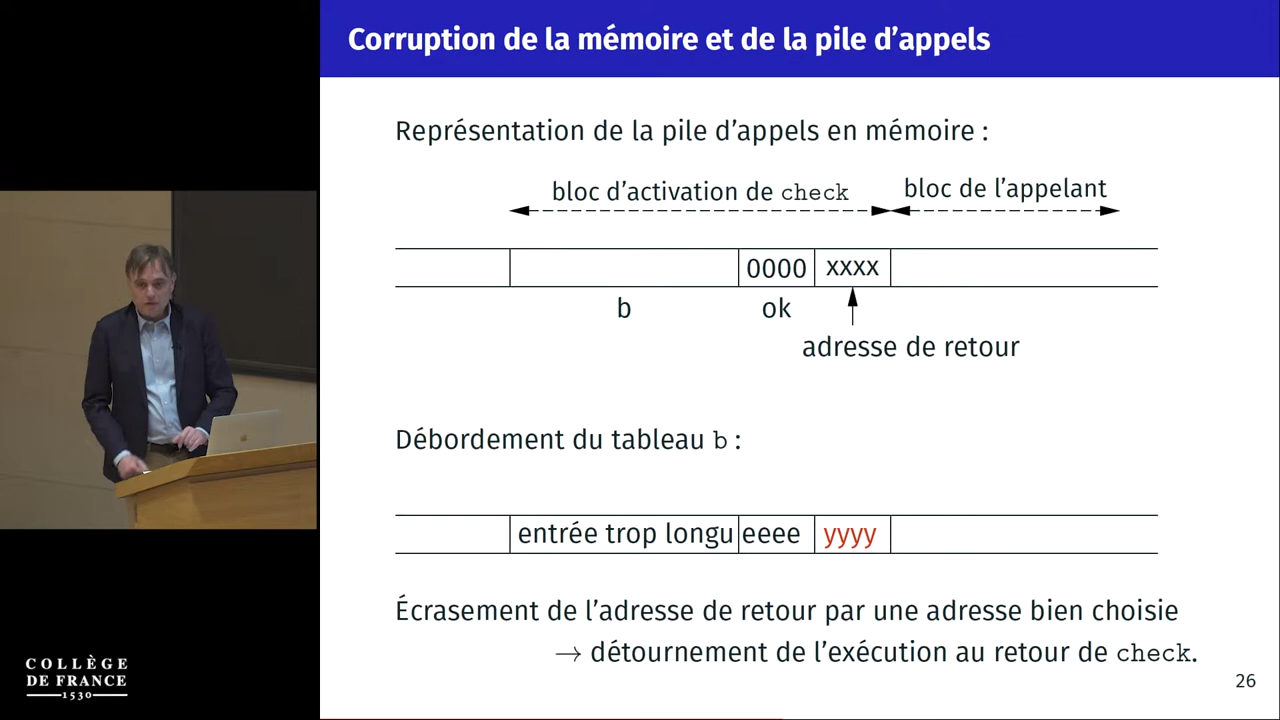 Corruption de la mémoire et de la pile d'appels
Représentation de la pile d'appels en mémoire :
bloc d'activation de check
bloc de l'appelant
0000
xxxx
b
ok
adresse de retour
Débordement du tableau b :
entrée trop longu
eeee
yyyy
Écrasement de l'adresse de retour par une adresse bien choisie
→ détournement de l'exécution au retour de check.
26
COLLÈGE
DE FRANCE
1530